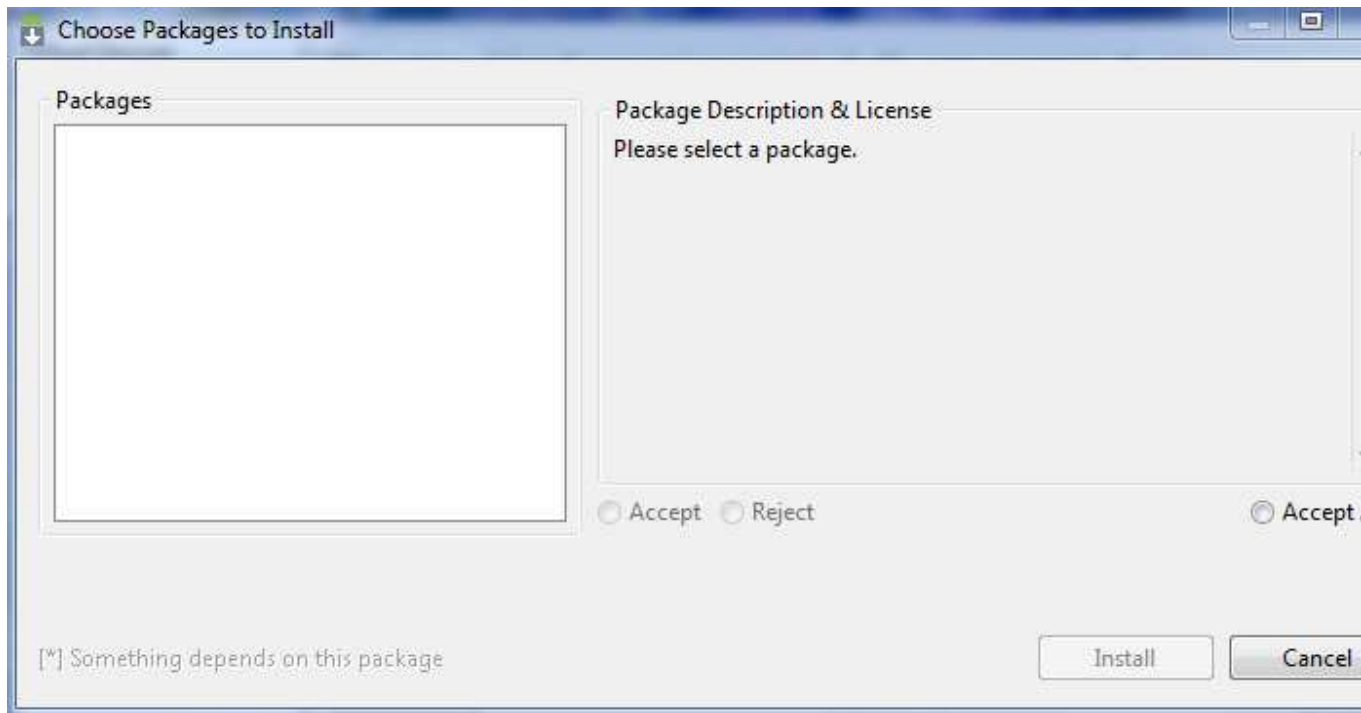 Choose Packages to Install
Packages
Package Description & License
Please select a package.
Accept
Reject
Accept
[*] Something depends on this package
Install
Cancel